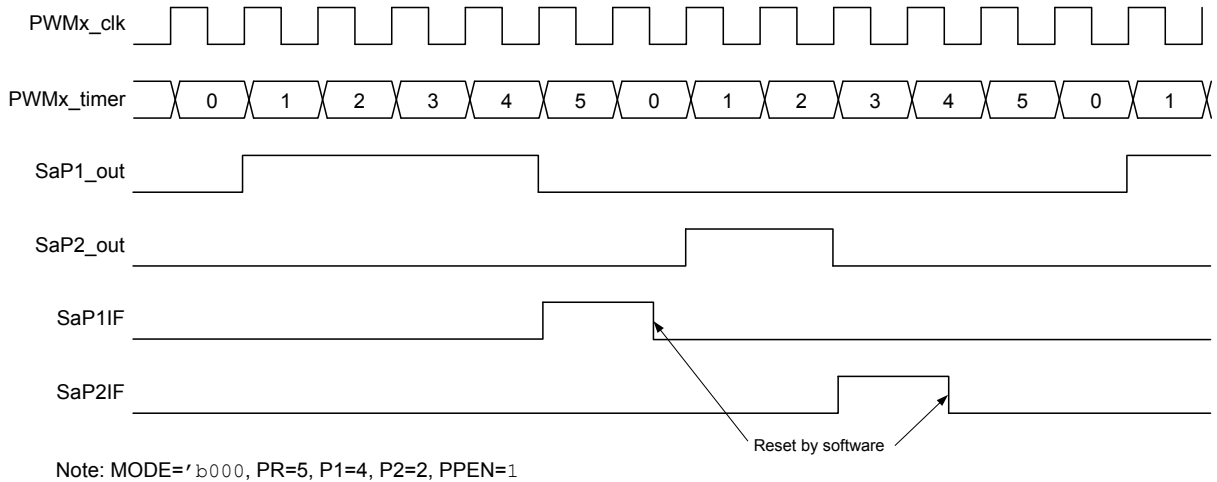 PWMx_clk
PWMx_timer 0 1 2 3 4 5 0 1 2 3 4 5 0 1
SaP1_out
SaP2_out
SaP1IF
SaP2IF
Reset by software
Note: MODE='b000, PR=5, P1=4, P2=2, PPEN=1